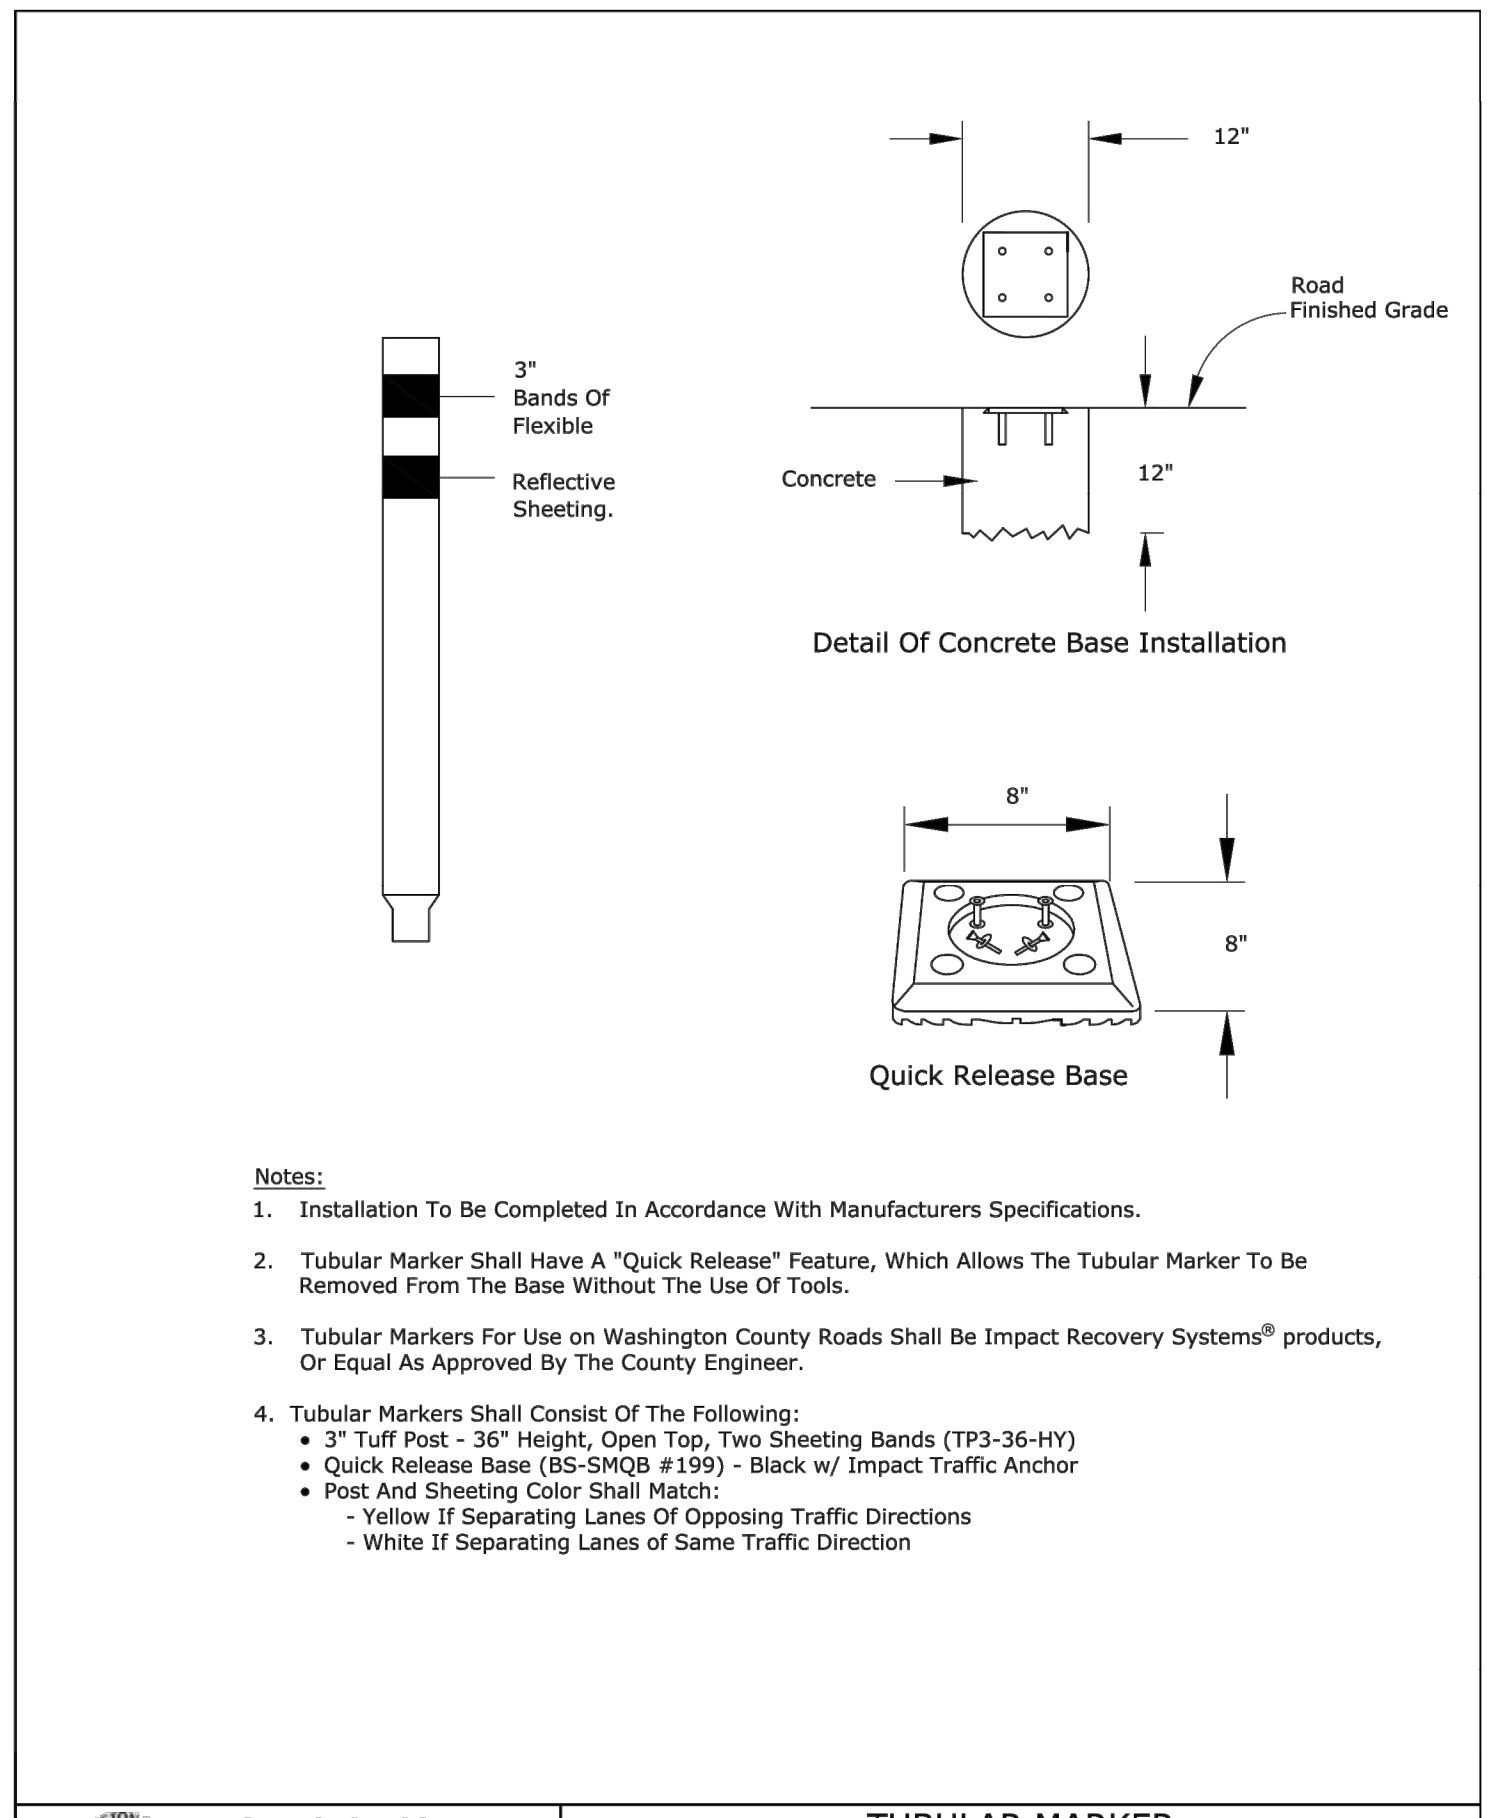 12"
Road
Finished Grade
3"
Bands Of
Flexible
Reflective
Sheeting.
Concrete
12"
Detail Of Concrete Base Installation
8"
8"
Quick Release Base
Notes:
1. Installation To Be Completed In Accordance With Manufacturers Specifications.
2. Tubular Marker Shall Have A "Quick Release" Feature, Which Allows The Tubular Marker To Be
Removed From The Base Without The Use Of Tools.
3. Tubular Markers For Use on Washington County Roads Shall Be Impact Recovery Systems® products,
Or Equal As Approved By The County Engineer.
4. Tubular Markers Shall Consist Of The Following:
• 3" Tuff Post - 36" Height, Open Top, Two Sheeting Bands (TP3-36-HY)
• Quick Release Base (BS-SMQB #199) - Black w/ Impact Traffic Anchor
• Post And Sheeting Color Shall Match:
- Yellow If Separating Lanes Of Opposing Traffic Directions
- White If Separating Lanes of Same Traffic Direction
TUBULAR MARKER